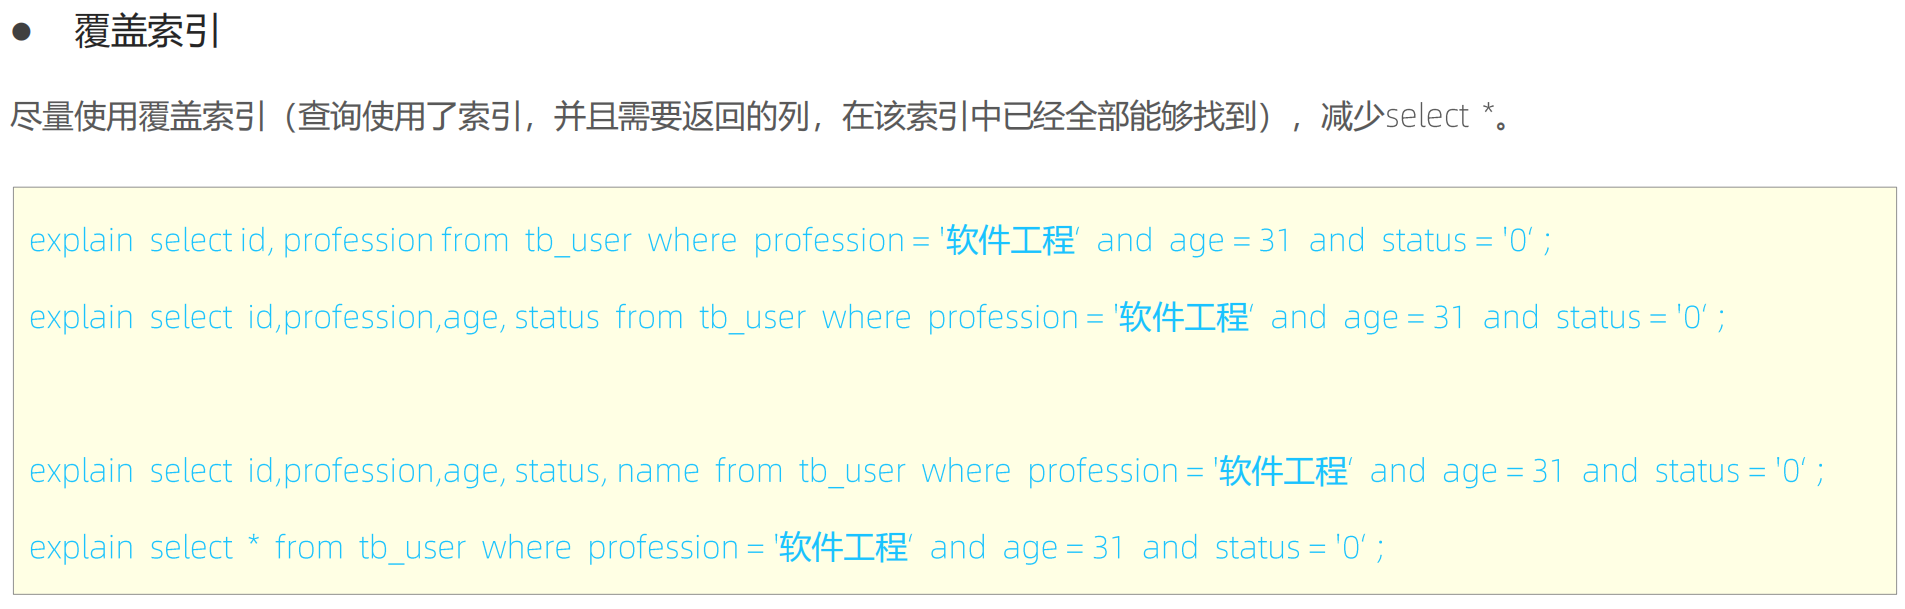 ● 覆盖索引
尽量使用覆盖索引（查询使用了索引，并且需要返回的列，在该索引中已经全部能够找到），减少select *。
explain select id, profession from tb_user where profession = '软件工程‘ and age = 31 and status = '0‘ ;
explain select id,profession,age, status from tb_user where profession = '软件工程‘ and age = 31 and status = '0‘ ;
explain select id,profession,age, status, name from tb_user where profession = '软件工程‘ and age = 31 and status = '0‘ ;
explain select * from tb_user where profession = '软件工程‘ and age = 31 and status = '0‘ ;